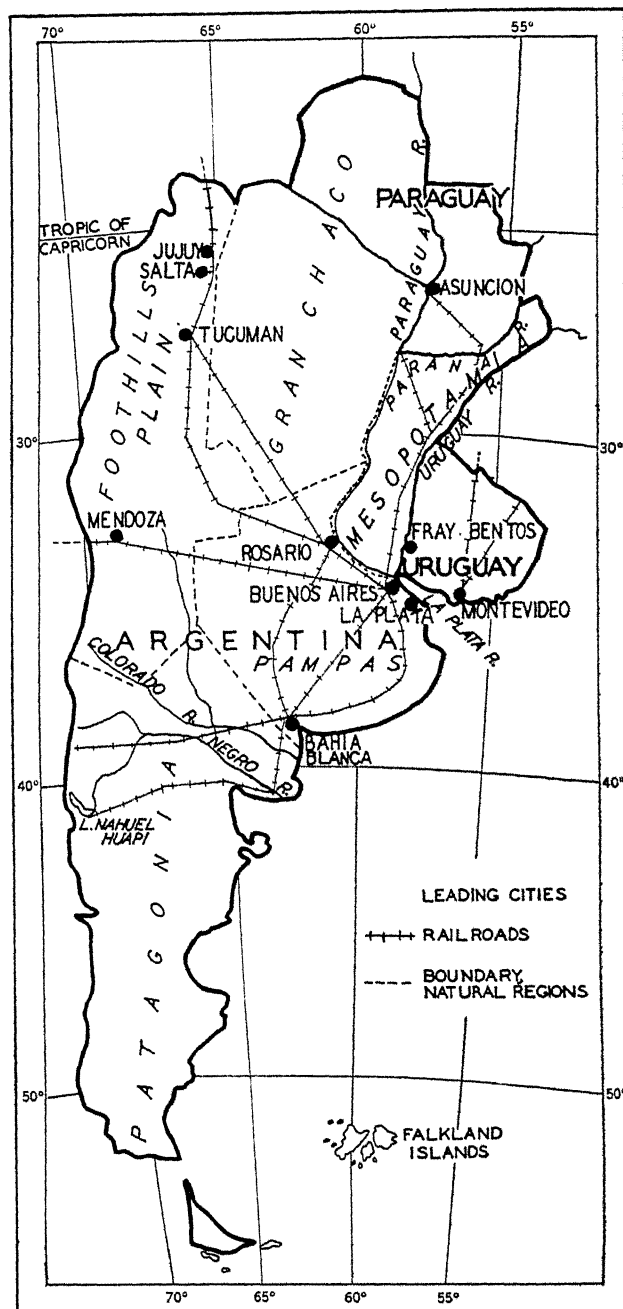 70° 65° 60° 55°
TROPIC OF
CAPRICORN
PARAGUAY
PARAGUAY R.
JUJUY
SALTA
ASUNCION
GRAN CHACO
TUCUMAN
FOOTHILLS
PLAIN
PARANA R.
MESOPOTAMIA
URUGUAY R.
30° 30°
MENDOZA
ROSARIO
FRAY BENTOS
URUGUAY
BUENOS AIRES
LA PLATA
MONTEVIDEO
LA PLATA R.
ARGENTINA
PAMPAS
COLORADO R.
NEGRO R.
BAHIA
BLANCA
40° 40°
L. NAHUEL
HUAPI
PATAGONIA
LEADING CITIES
RAILROADS
BOUNDARY,
NATURAL REGIONS
50° 50°
FALKLAND
ISLANDS
70° 65° 60° 55°